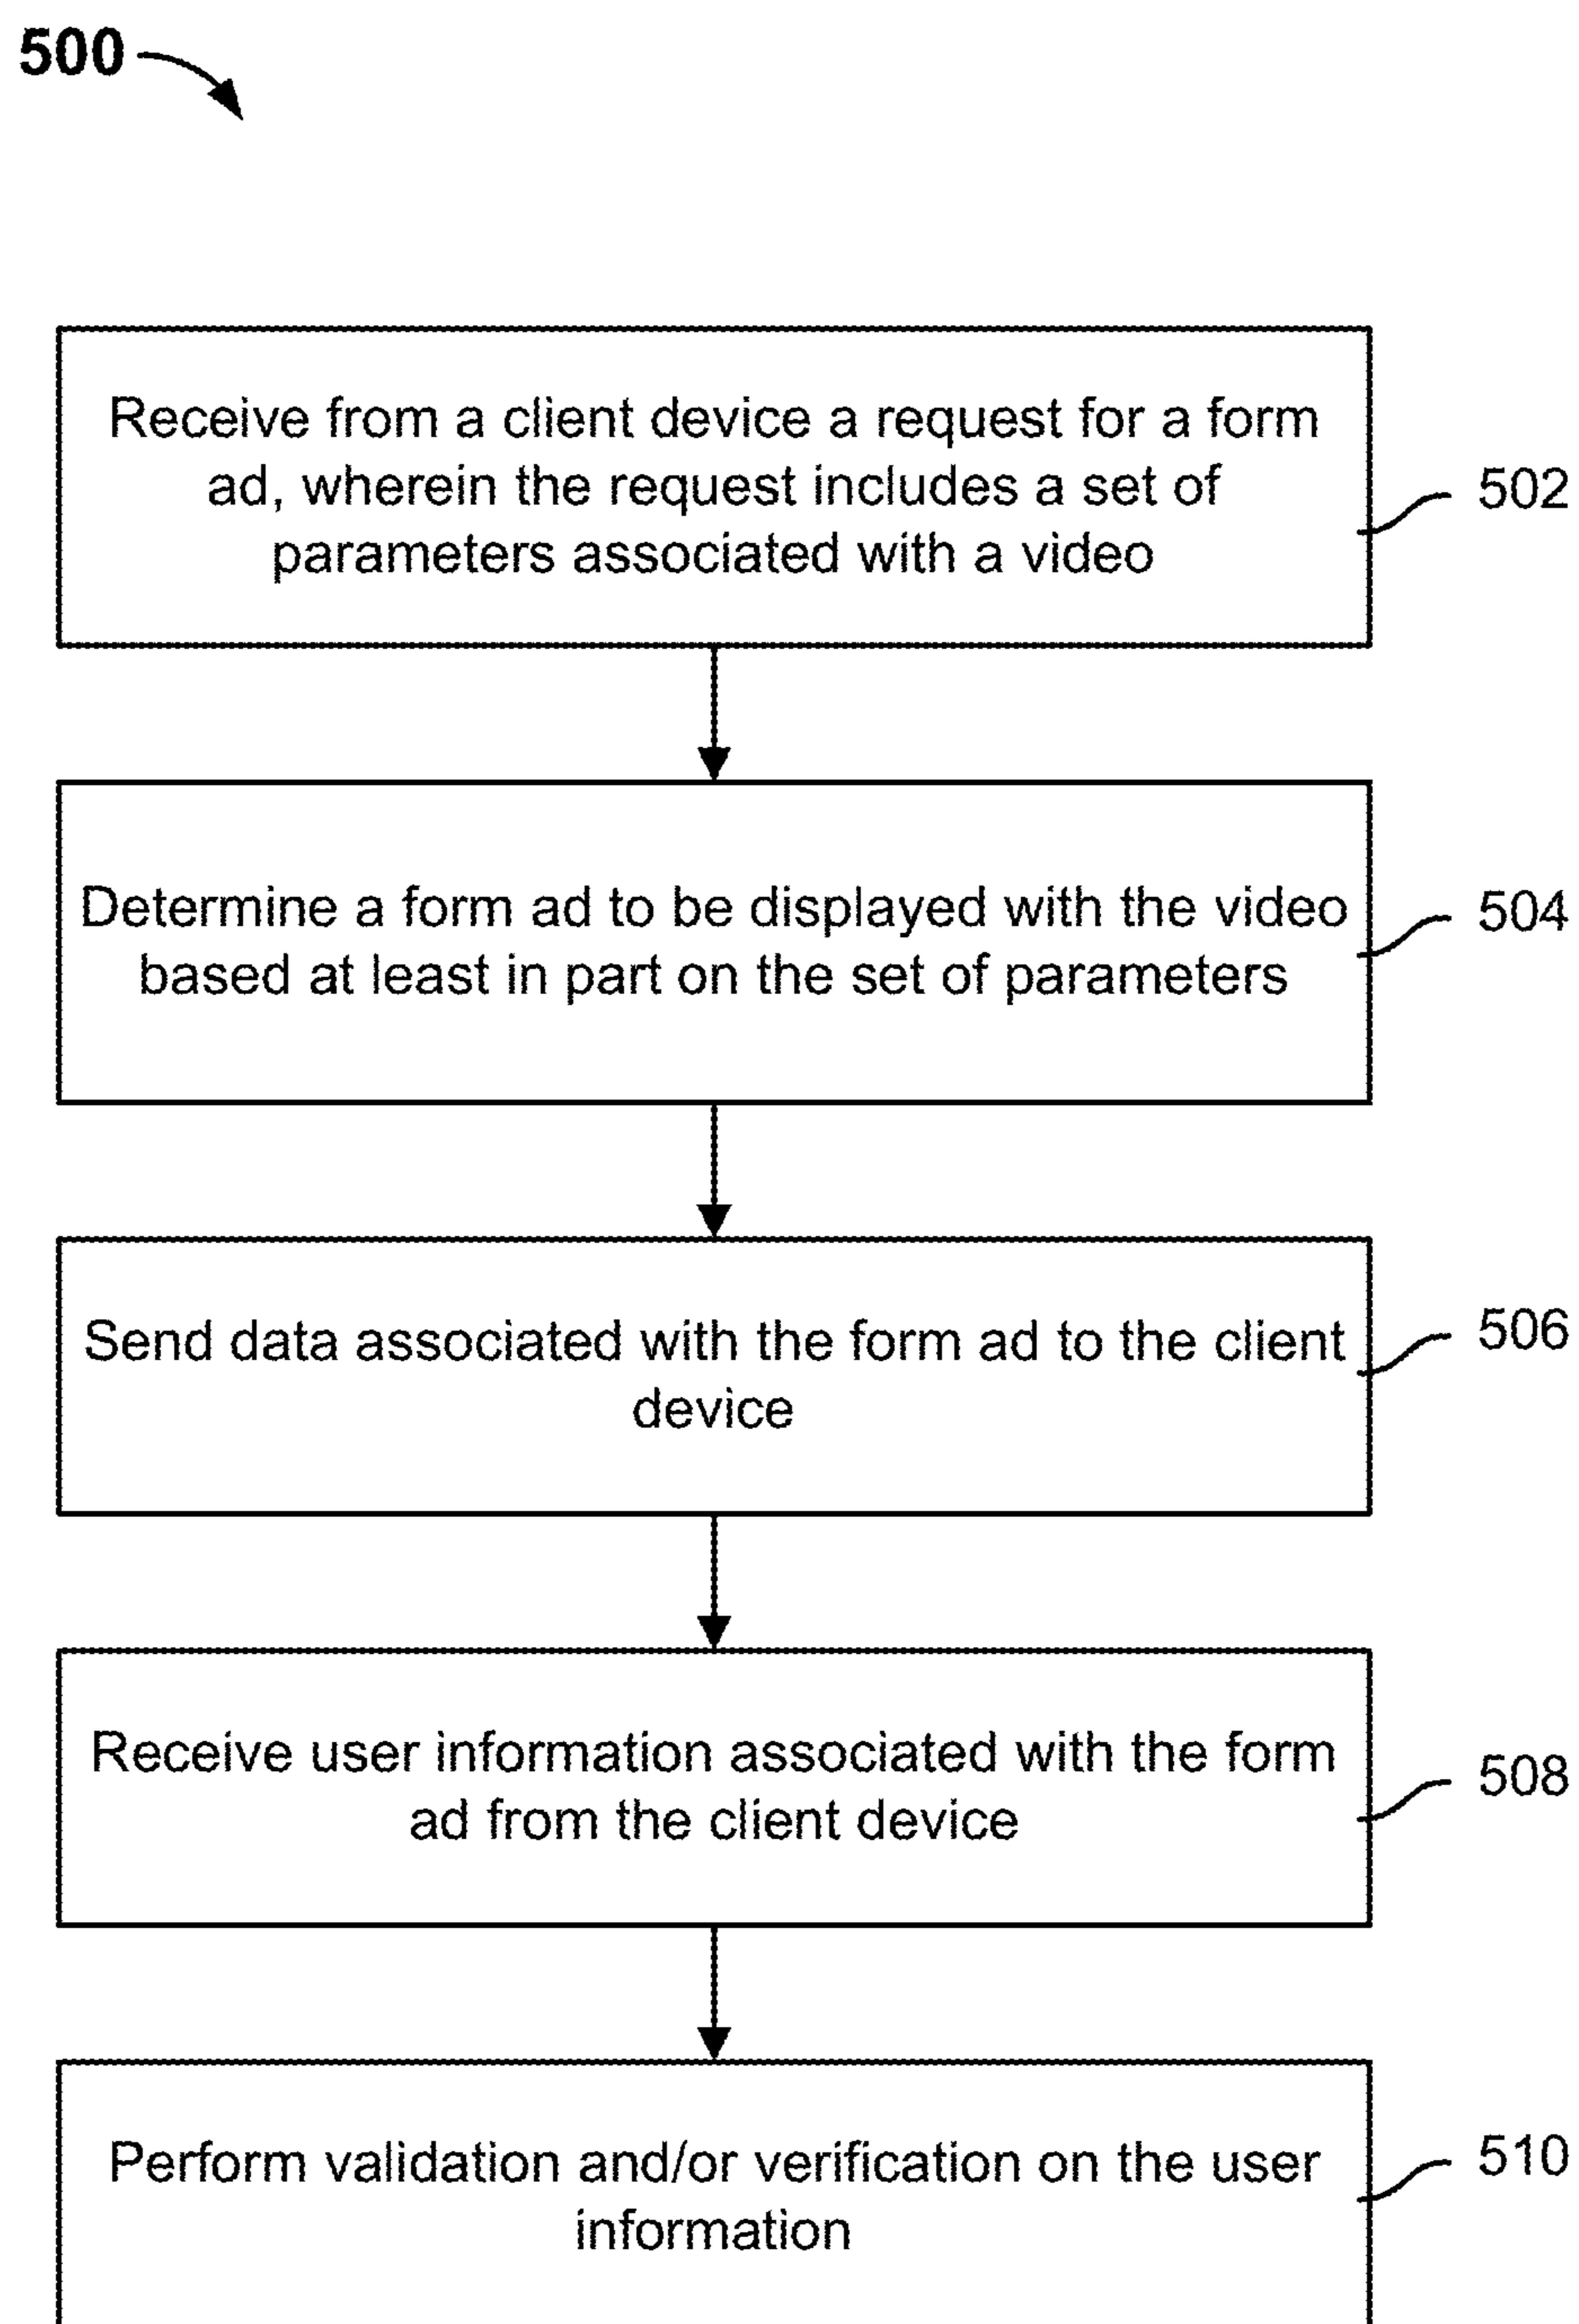 500
Receive from a client device a request for a form
ad, wherein the request includes a set of
parameters associated with a video
502
Determine a form ad to be displayed with the video
based at least in part on the set of parameters
504
Send data associated with the form ad to the client
device
506
Receive user information associated with the form
ad from the client device
508
Perform validation and/or verification on the user
information
510